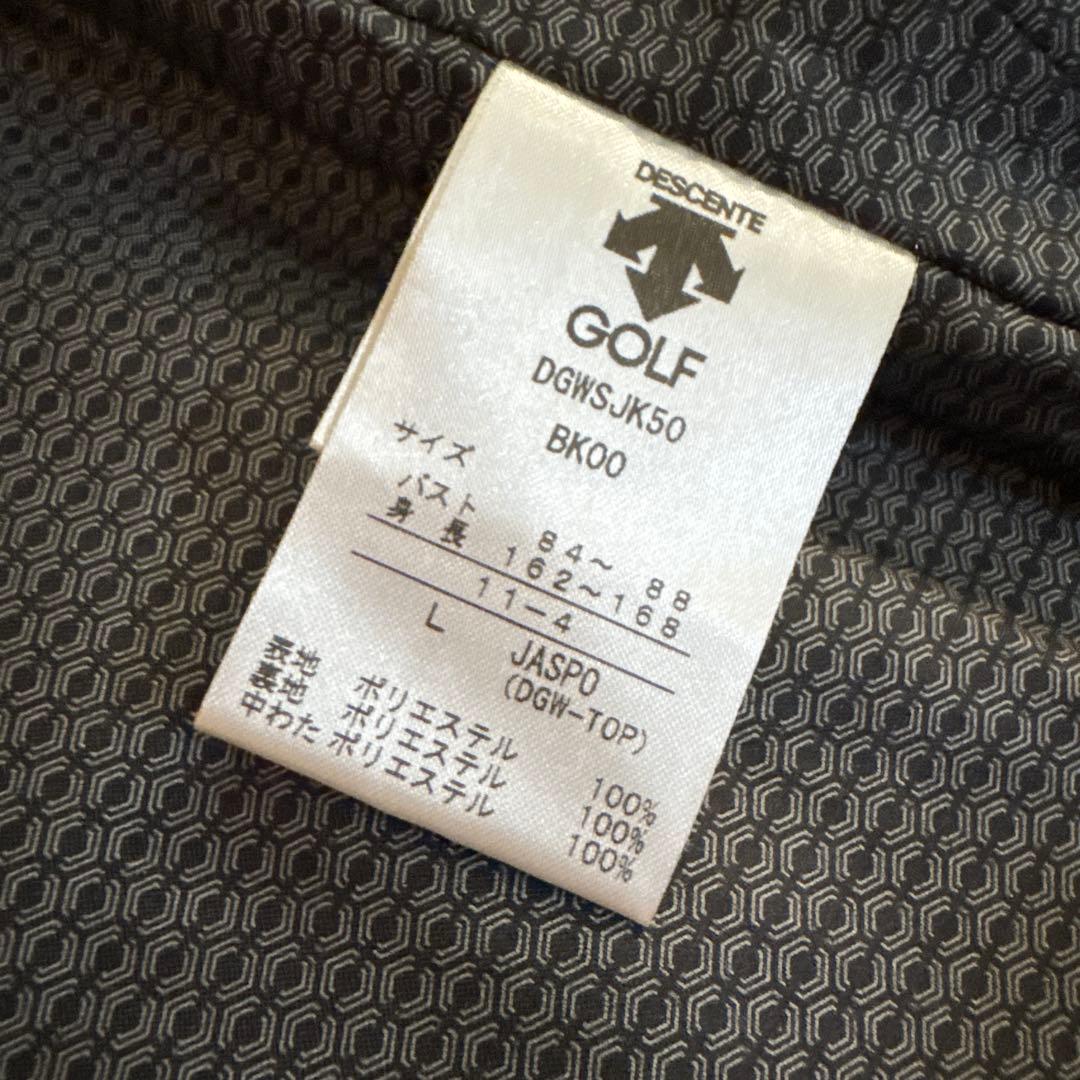 DESCENTE
GOLF
DGWSJK50
BK00
サイズ
バスト 84～ 88
身長 162～168
11-4
L JASPO
(DGW-TOP)
表地 ポリエステル 100%
裏地 ポリエステル 100%
中わた ポリエステル 100%